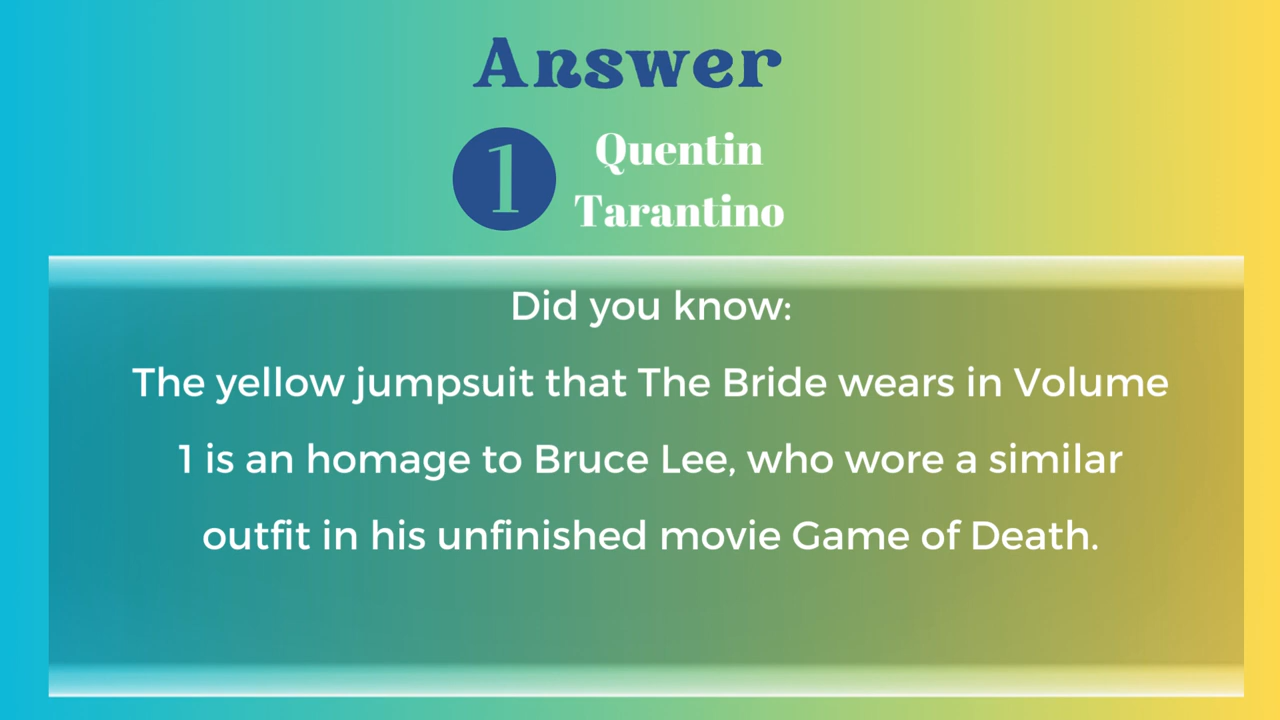 Answer
1
Quentin
Tarantino
Did you know:
The yellow jumpsuit that The Bride wears in Volume
1 is an homage to Bruce Lee, who wore a similar
outfit in his unfinished movie Game of Death.